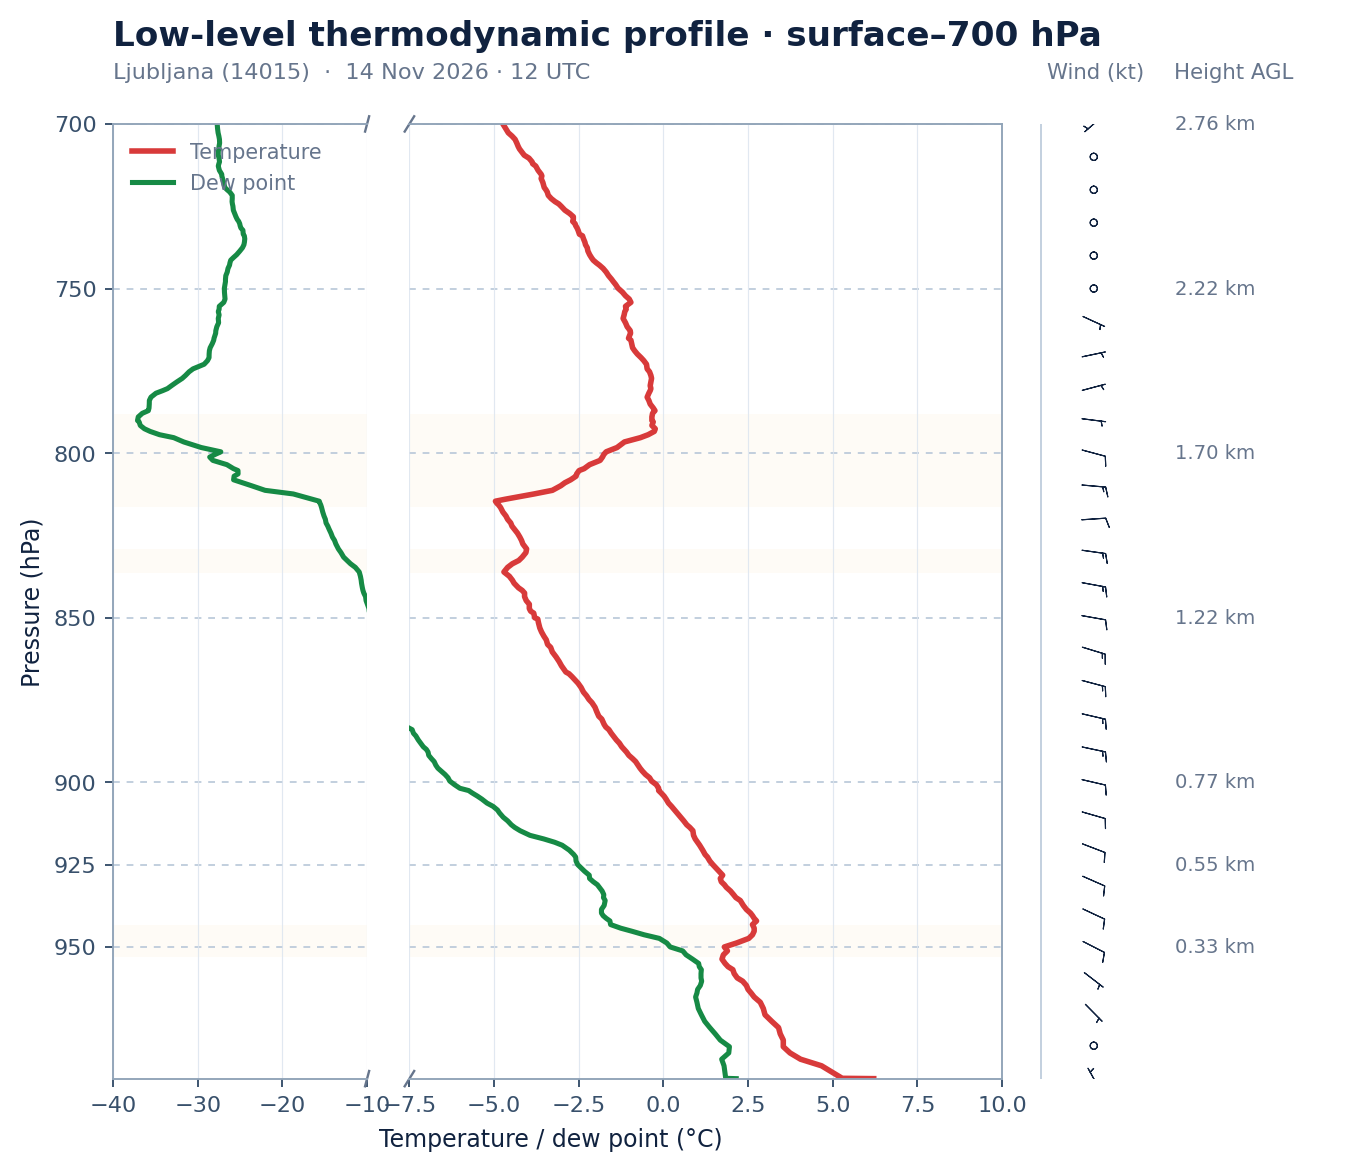 Low-level thermodynamic profile · surface–700 hPa
Ljubljana (14015)  ·  14 Nov 2026 · 12 UTC
Wind (kt)
Height AGL
Temperature
Dew point
700
750
800
850
900
925
950
Pressure (hPa)
2.76 km
2.22 km
1.70 km
1.22 km
0.77 km
0.55 km
0.33 km
−40
−30
−20
−10
−7.5
−5.0
−2.5
0.0
2.5
5.0
7.5
10.0
Temperature / dew point (°C)